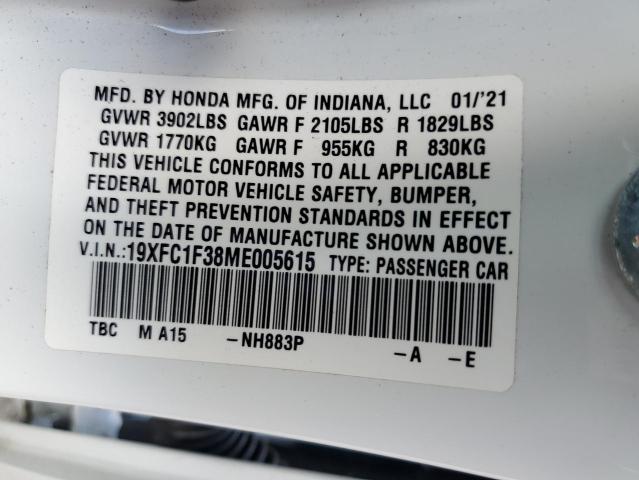 MFD. BY HONDA MFG. OF INDIANA, LLC 01/'21
GVWR 3902LBS GAWR F 2105LBS R 1829LBS
GVWR 1770KG GAWR F 955KG R 830KG
THIS VEHICLE CONFORMS TO ALL APPLICABLE
FEDERAL MOTOR VEHICLE SAFETY, BUMPER,
AND THEFT PREVENTION STANDARDS IN EFFECT
ON THE DATE OF MANUFACTURE SHOWN ABOVE.
V.I.N.:19XFC1F38ME005615 TYPE: PASSENGER CAR
TBC M A15 -NH883P -A -E